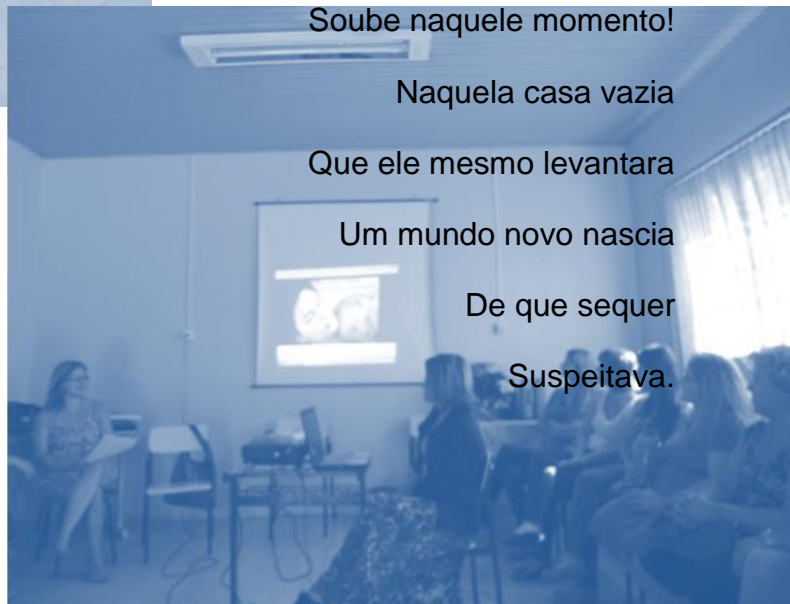 Soube naquele momento!
Naquela casa vazia
Que ele mesmo levantara
Um mundo novo nascia
De que sequer
Suspeitava.